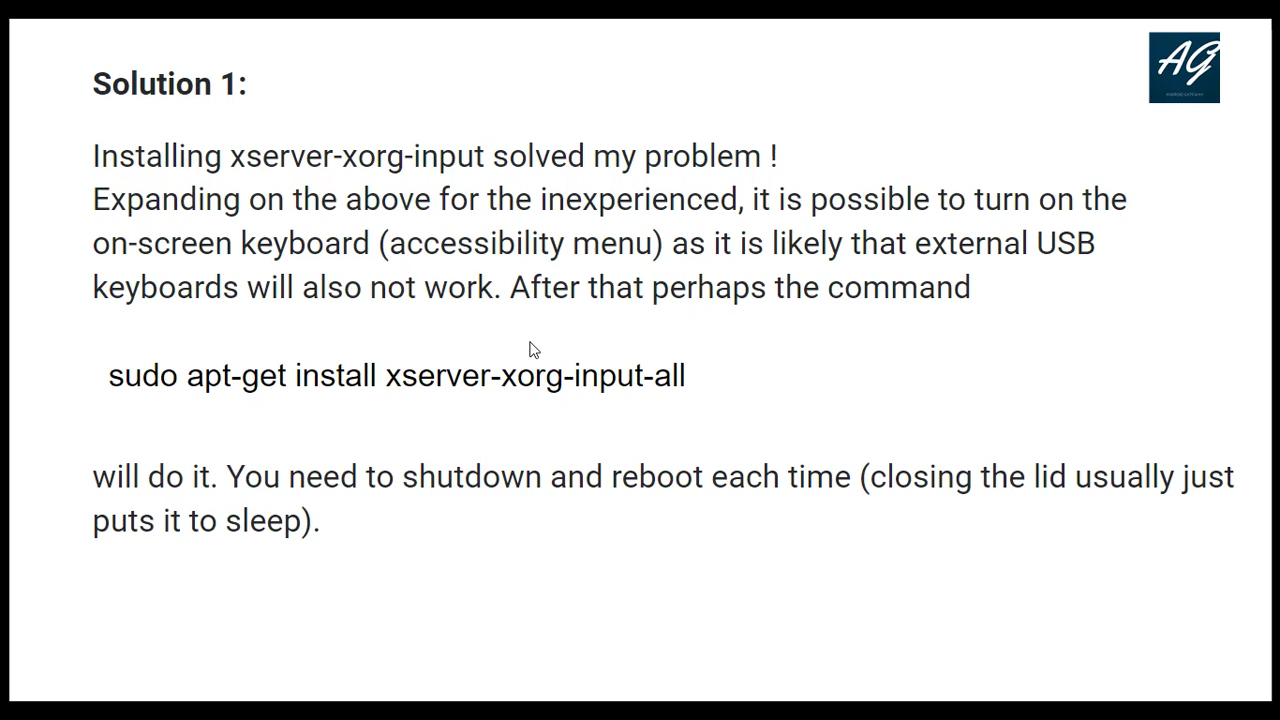 Solution 1:
AG
Installing xserver-xorg-input solved my problem !
Expanding on the above for the inexperienced, it is possible to turn on the
on-screen keyboard (accessibility menu) as it is likely that external USB
keyboards will also not work. After that perhaps the command
sudo apt-get install xserver-xorg-input-all
will do it. You need to shutdown and reboot each time (closing the lid usually just
puts it to sleep).